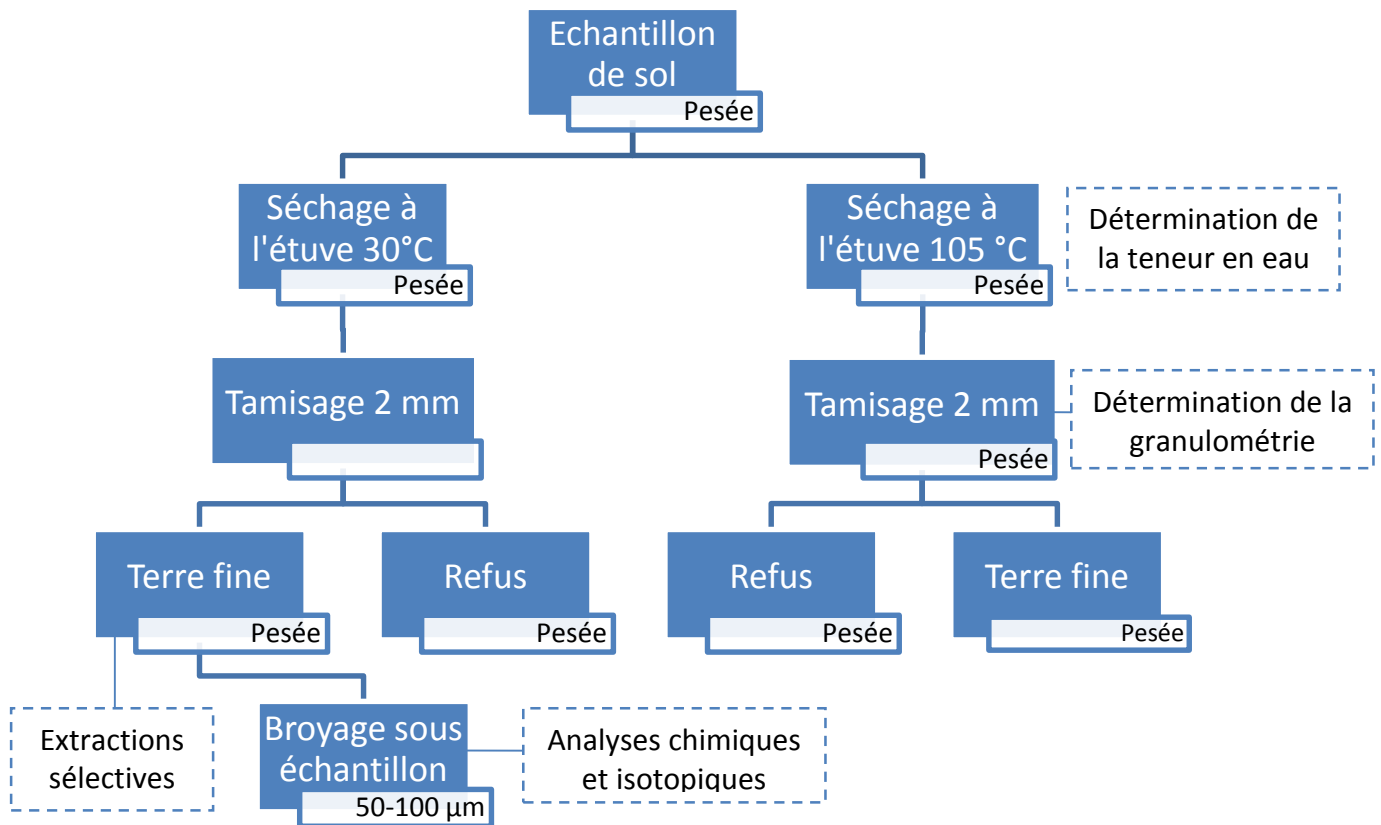 Echantillon
de sol
Pesée
Séchage à
l'étuve 30°C
Pesée
Séchage à
l'étuve 105 °C
Pesée
Détermination de
la teneur en eau
Tamisage 2 mm
Tamisage 2 mm
Pesée
Détermination de la
granulométrie
Terre fine
Pesée
Refus
Pesée
Refus
Pesée
Terre fine
Pesée
Extractions
sélectives
Broyage sous
échantillon
50-100 µm
Analyses chimiques
et isotopiques